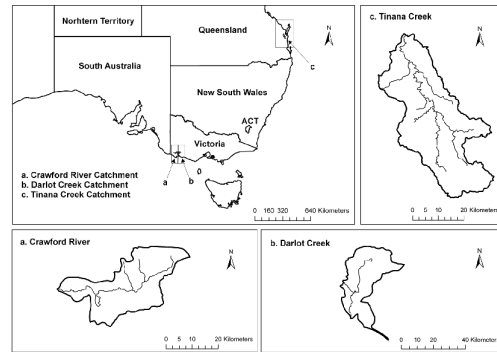 Norhtern Territory
Queensland
N
c
South Australia
New South Wales
ACT
Victoria
a. Crawford River Catchment
b. Darlot Creek Catchment
c. Tinana Creek Catchment
a
b
0 160 320 640 Kilometers
c. Tinana Creek
N
0 5 10 20 Kilometers
a. Crawford River
N
0 5 10 20 Kilometers
b. Darlot Creek
N
0 10 20 40 Kilometers